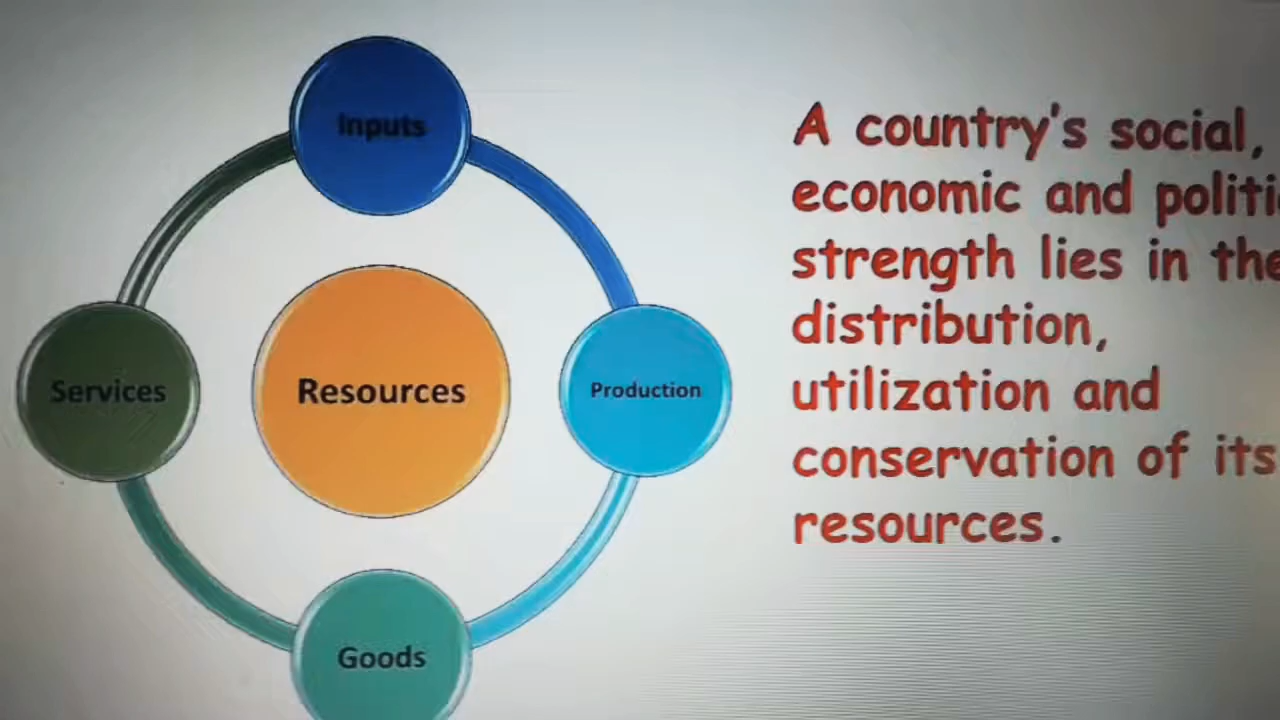 Inputs
Services
Resources
Production
Goods
A country's social,
economic and politi
strength lies in the
distribution,
utilization and
conservation of its
resources.